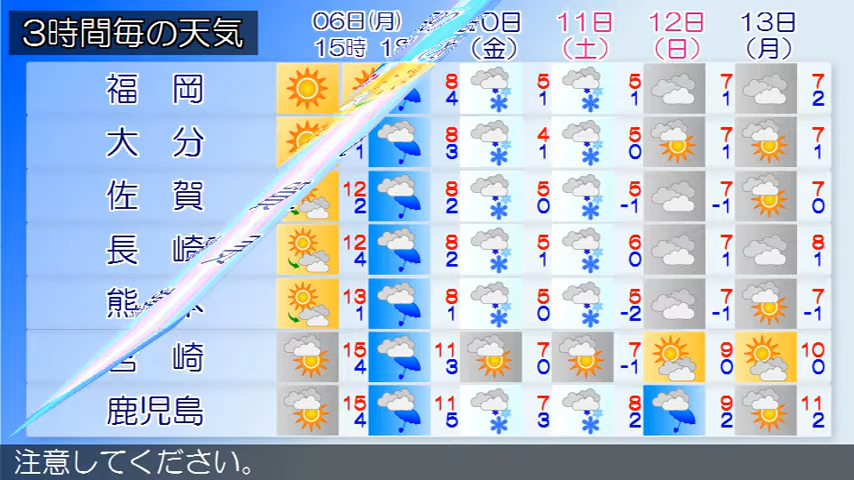 3時間毎の天気
06日(月) 0日 11日 12日 13日
15時 18 (金) (土) (日) (月)
福 岡 8 4 5 1 5 1 7 1 7 2
大 分 1 8 3 4 1 5 0 7 1 7 1
佐 賀 12 2 8 2 5 0 5 -1 7 -1 7 0
長 崎 12 4 8 2 5 1 6 0 7 1 8 1
熊 13 1 8 1 5 0 5 -2 7 -1 7 -1
崎 15 4 11 3 7 0 7 -1 9 0 10 0
鹿児島 15 4 11 5 7 3 8 2 9 2 11 2
注意してください。